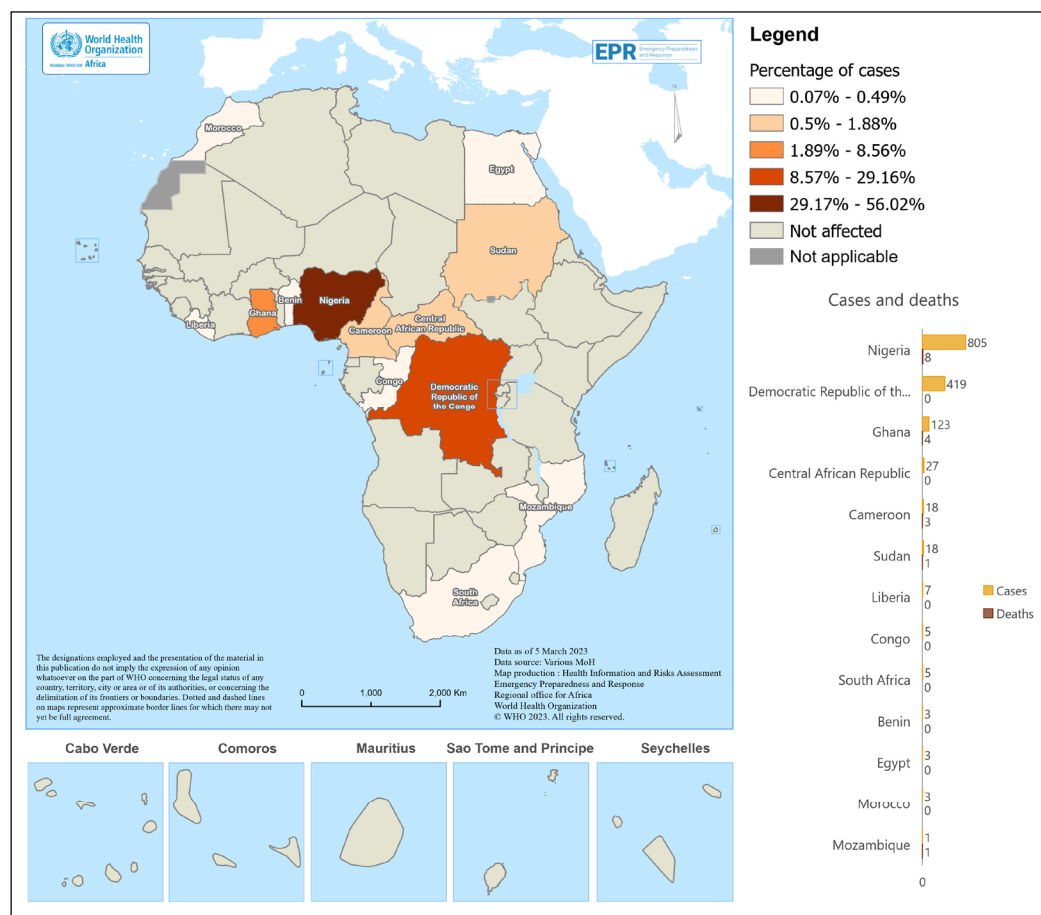 World Health
Organization
REGIONAL OFFICE FOR Africa
EPR Emergency Preparedness
and Response
Morocco
Egypt
Sudan
Benin
Nigeria
Ghana
Liberia
Cameroon
Central
African Republic
Congo
Democratic
Republic of
the Congo
Mozambique
South
Africa
The designations employed and the presentation of the material in
this publication do not imply the expression of any opinion
whatsoever on the part of WHO concerning the legal status of any
country, territory, city or area or of its authorities, or concerning the
delimitation of its frontiers or boundaries. Dotted and dashed lines
on maps represent approximate border lines for which there may not
yet be full agreement.
0 1,000 2,000 Km
Data as of 5 March 2023
Data source: Various MoH
Map production : Health Information and Risks Assessment
Emergency Preparedness and Response
Regional office for Africa
World Health Organization
© WHO 2023. All rights reserved.
Cabo Verde
Comoros
Mauritius
Sao Tome and Principe
Seychelles
Legend
Percentage of cases
0.07% - 0.49%
0.5% - 1.88%
1.89% - 8.56%
8.57% - 29.16%
29.17% - 56.02%
Not affected
Not applicable
Cases and deaths
Nigeria 805
8
Democratic Republic of th... 419
0
Ghana 123
4
Central African Republic 27
0
Cameroon 18
3
Sudan 18
1
Liberia 7
0
Congo 5
0
South Africa 5
0
Benin 3
0
Egypt 3
0
Morocco 3
0
Mozambique 1
1
0
Cases
Deaths